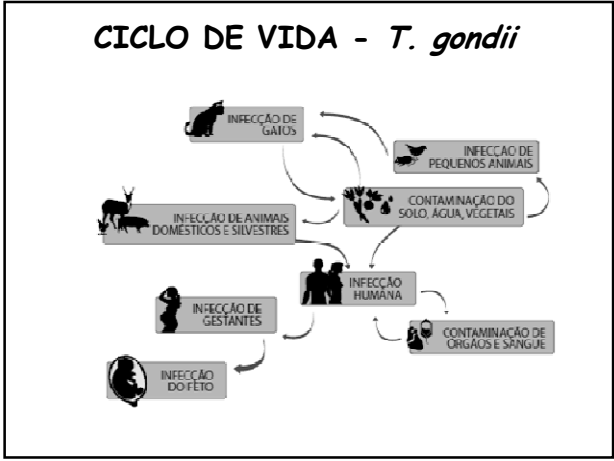 CICLO DE VIDA - T. gondii
INFECÇÃO DE
GATOS
INFECÇÃO DE
PEQUENOS ANIMAIS
CONTAMINAÇÃO DO
SOLO, ÁGUA, VEGETAIS
INFECÇÃO DE ANIMAIS
DOMÉSTICOS E SILVESTRES
INFECÇÃO
HUMANA
INFECÇÃO DE
GESTANTES
CONTAMINAÇÃO DE
ORGÃOS E SANGUE
INFECÇÃO
DO FETO